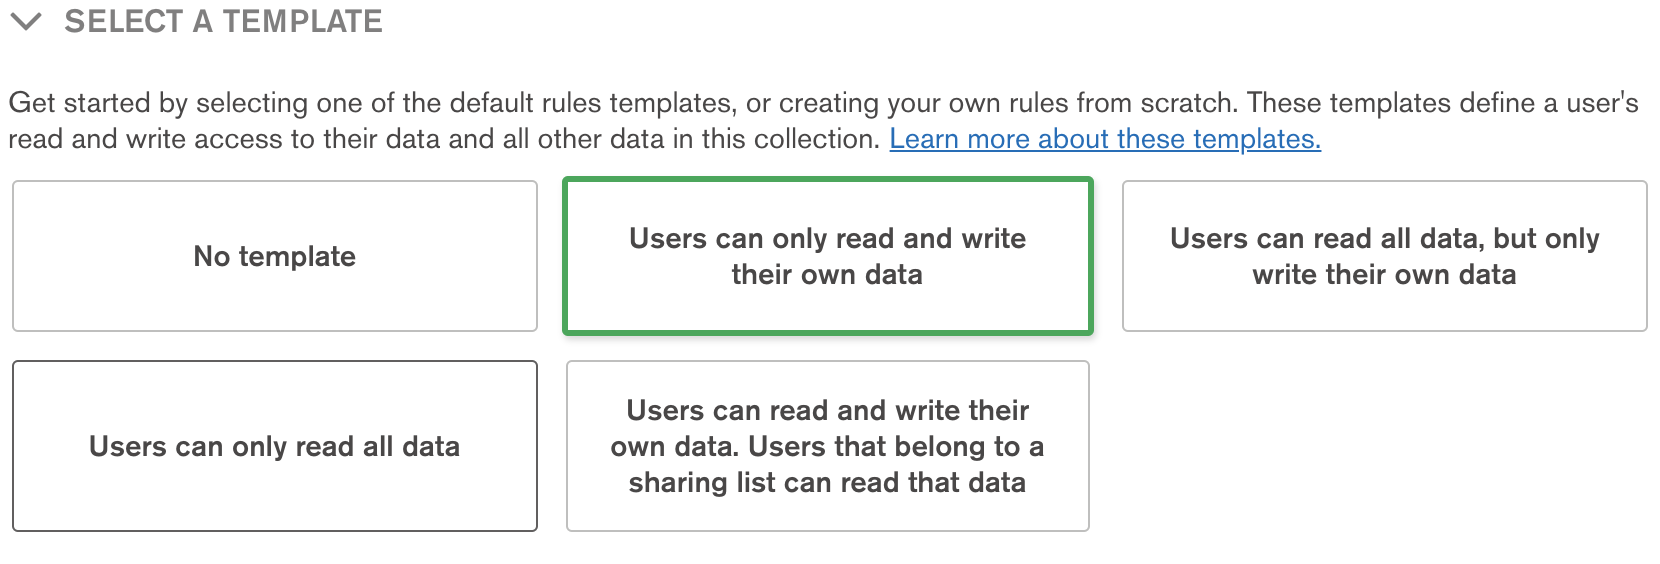 SELECT A TEMPLATE
Get started by selecting one of the default rules templates, or creating your own rules from scratch. These templates define a user's
read and write access to their data and all other data in this collection. Learn more about these templates.
No template
Users can only read and write
their own data
Users can read all data, but only
write their own data
Users can only read all data
Users can read and write their
own data. Users that belong to a
sharing list can read that data